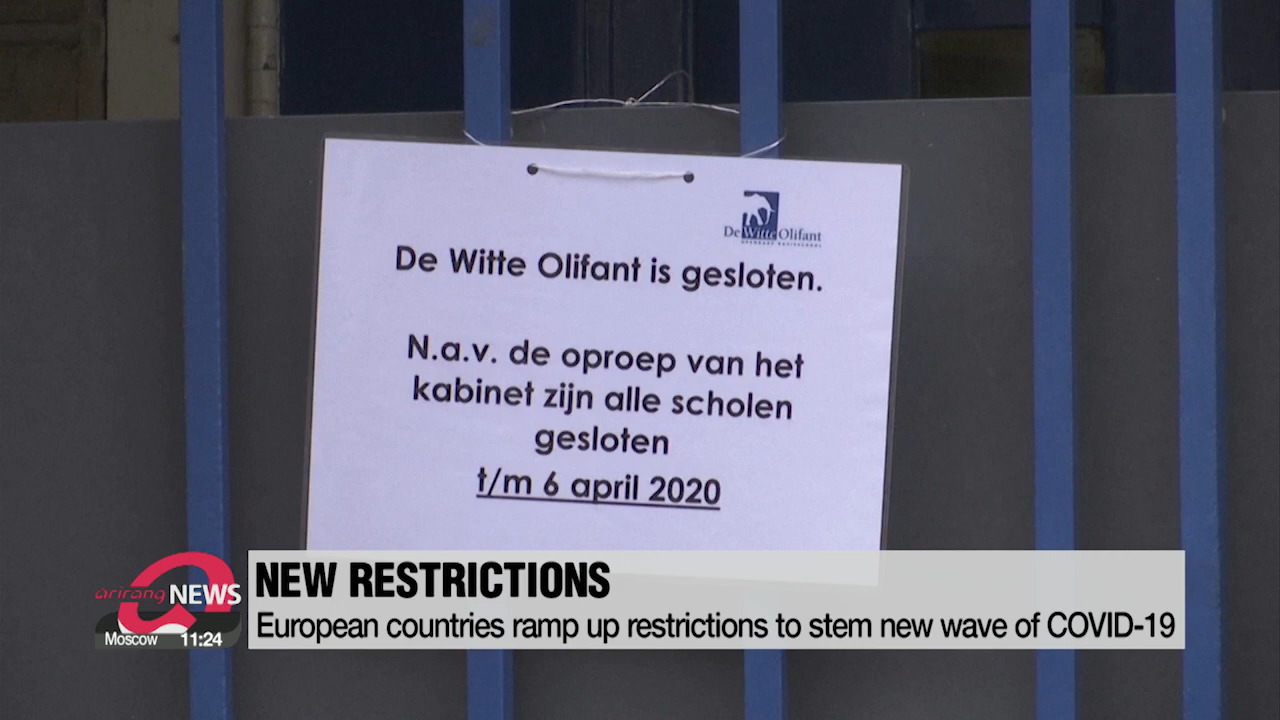 De Witte Olifant
OPENBARE BASISSCHOOL
De Witte Olifant is gesloten.
N.a.v. de oproep van het
kabinet zijn alle scholen
gesloten
t/m 6 april 2020
arirang NEWS
Moscow 11:24
NEW RESTRICTIONS
European countries ramp up restrictions to stem new wave of COVID-19